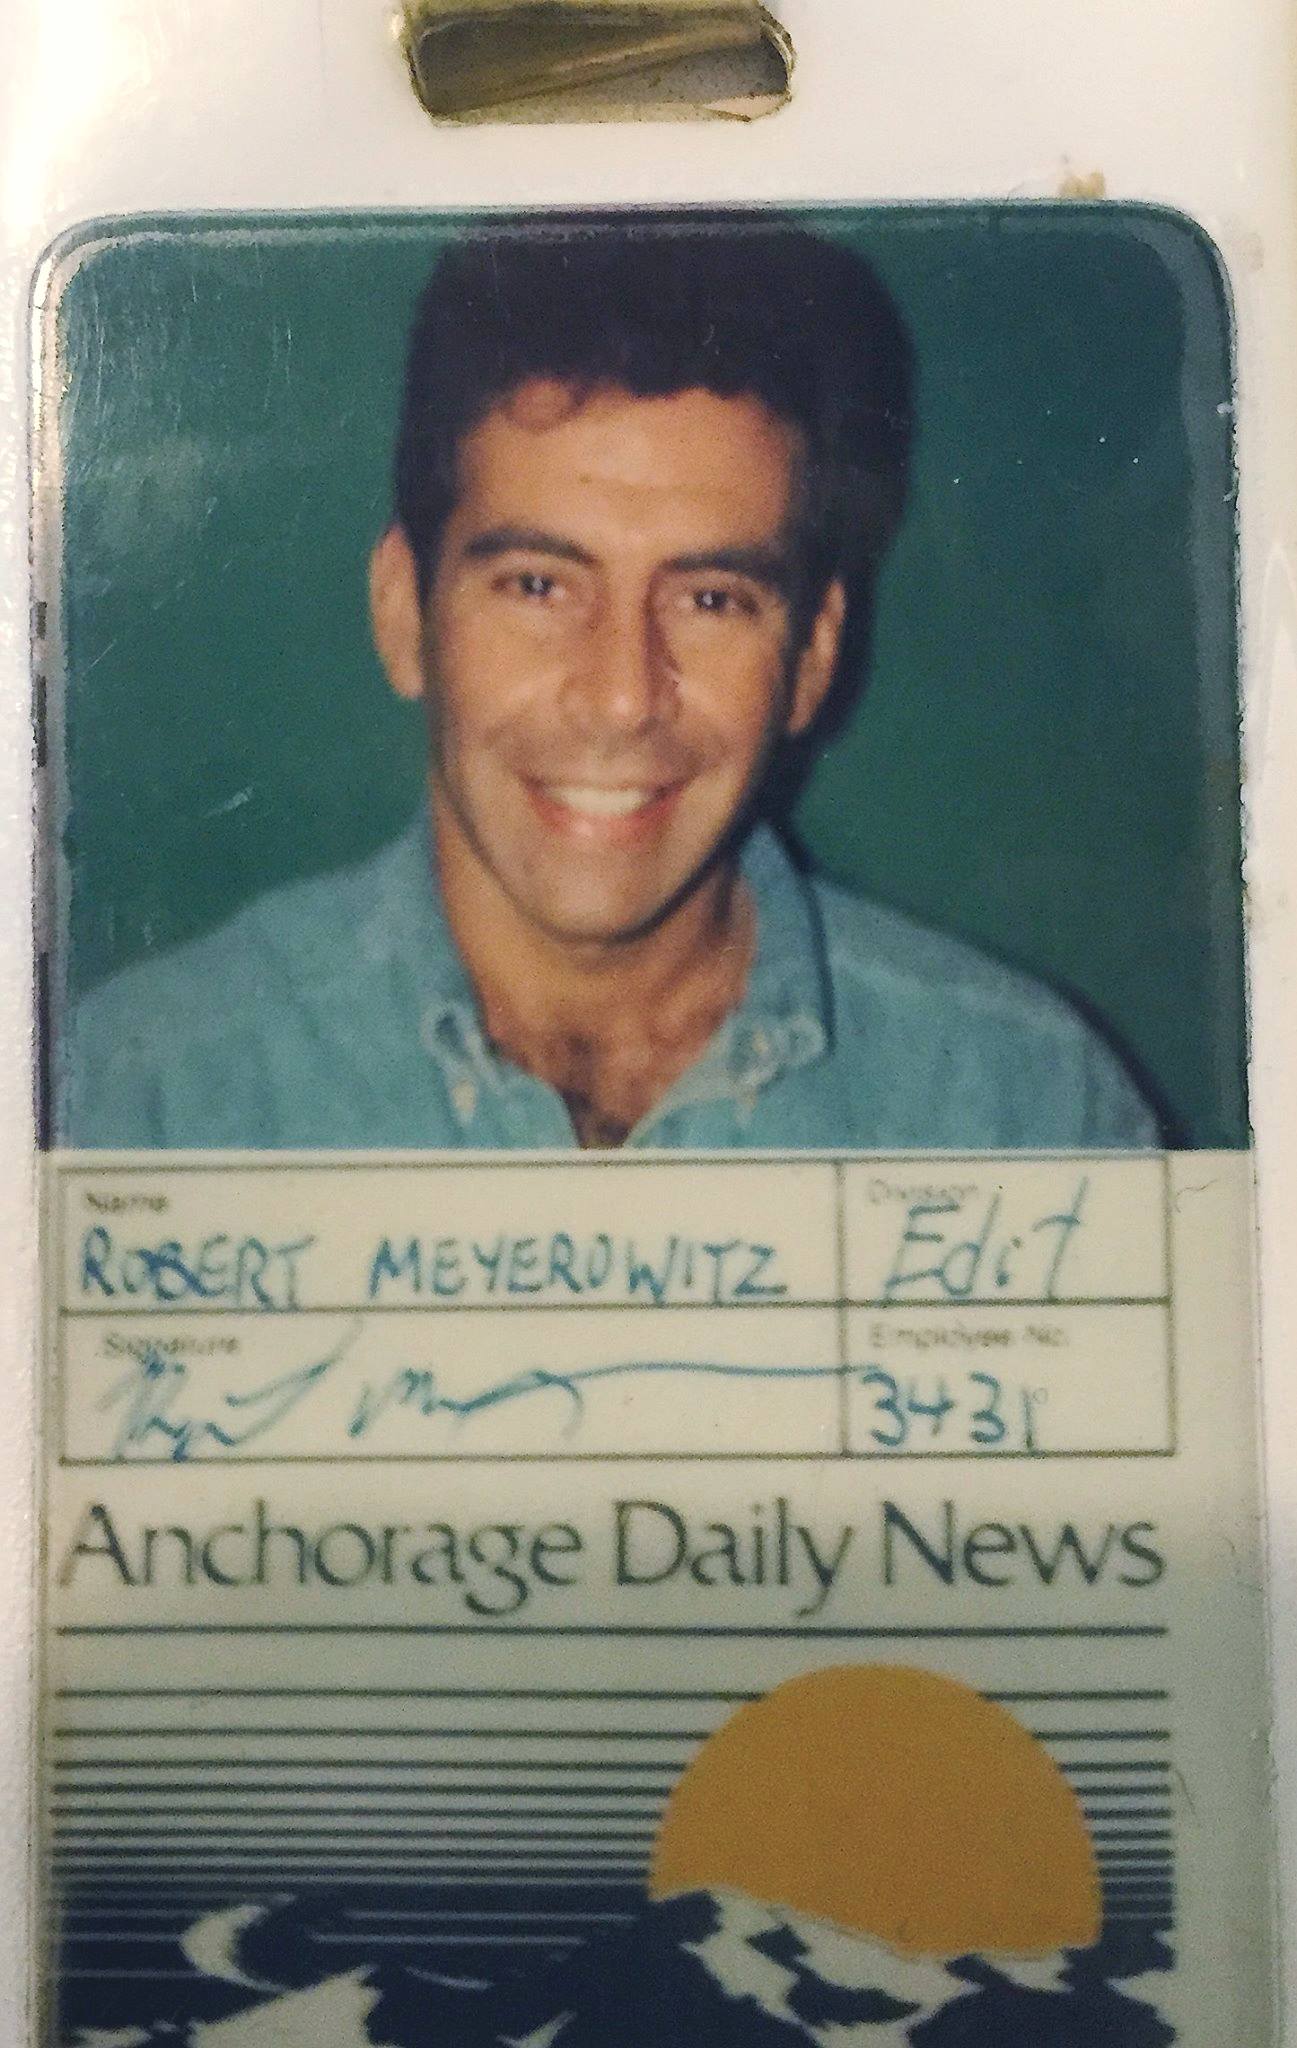 Name
Division
ROBERT MEYEROWITZ
Edit
Signature
Employee No.
3431
Anchorage Daily News